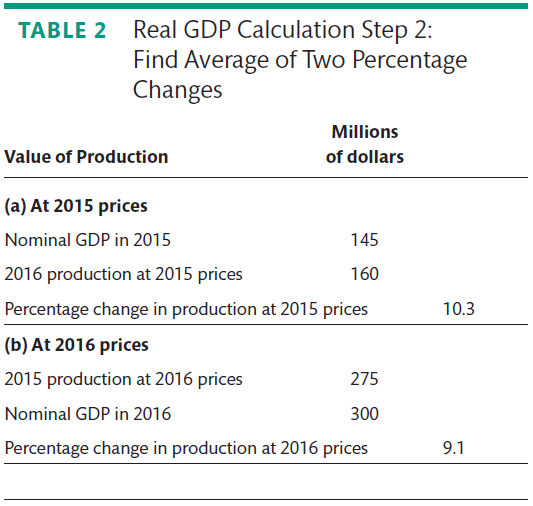 TABLE 2 Real GDP Calculation Step 2:
Find Average of Two Percentage
Changes
Millions
Value of Production of dollars
(a) At 2015 prices
Nominal GDP in 2015 145
2016 production at 2015 prices 160
Percentage change in production at 2015 prices 10.3
(b) At 2016 prices
2015 production at 2016 prices 275
Nominal GDP in 2016 300
Percentage change in production at 2016 prices 9.1